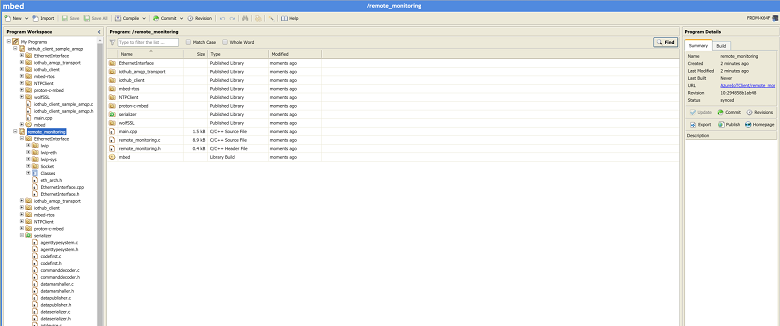 mbed /remote_monitoring
New Import Save Save All Compile Commit Revision Help FRDM-K64F
Program Workspace
My Programs
iothub_client_sample_amqp
EthernetInterface
iothub_amqp_transport
iothub_client
mbed-rtos
NTPClient
proton-c-mbed
wolfSSL
iothub_client_sample_amqp.c
iothub_client_sample_amqp.h
main.cpp
mbed
remote_monitoring
EthernetInterface
lwip
lwip-eth
lwip-sys
Socket
Classes
eth_arch.h
EthernetInterface.cpp
EthernetInterface.h
iothub_amqp_transport
iothub_client
mbed-rtos
NTPClient
proton-c-mbed
serializer
agenttypesystem.c
agenttypesystem.h
codefirst.c
codefirst.h
commanddecoder.c
commanddecoder.h
datamarshaller.c
datamarshaller.h
datapublisher.c
datapublisher.h
dataserializer.c
dataserializer.h
Program: /remote_monitoring
Type to filter the list ... Match Case Whole Word Find
Name Size Type Modified
EthernetInterface Published Library moments ago
iothub_amqp_transport Published Library moments ago
iothub_client Published Library moments ago
mbed-rtos Published Library moments ago
NTPClient Published Library moments ago
proton-c-mbed Published Library moments ago
serializer Published Library moments ago
wolfSSL Published Library moments ago
main.cpp 1.5 kB C/C++ Source File moments ago
remote_monitoring.c 6.9 kB C/C++ Source File moments ago
remote_monitoring.h 0.4 kB C/C++ Header File moments ago
mbed Library Build moments ago
Program Details
Summary Build
Name remote_monitoring
Created 2 minutes ago
Last Modified 2 minutes ago
Last Built Never
URL AzureIoTClient/remote_moi
Revision
Status synced
Update Commit Revisions
Export Publish Homepage
Description